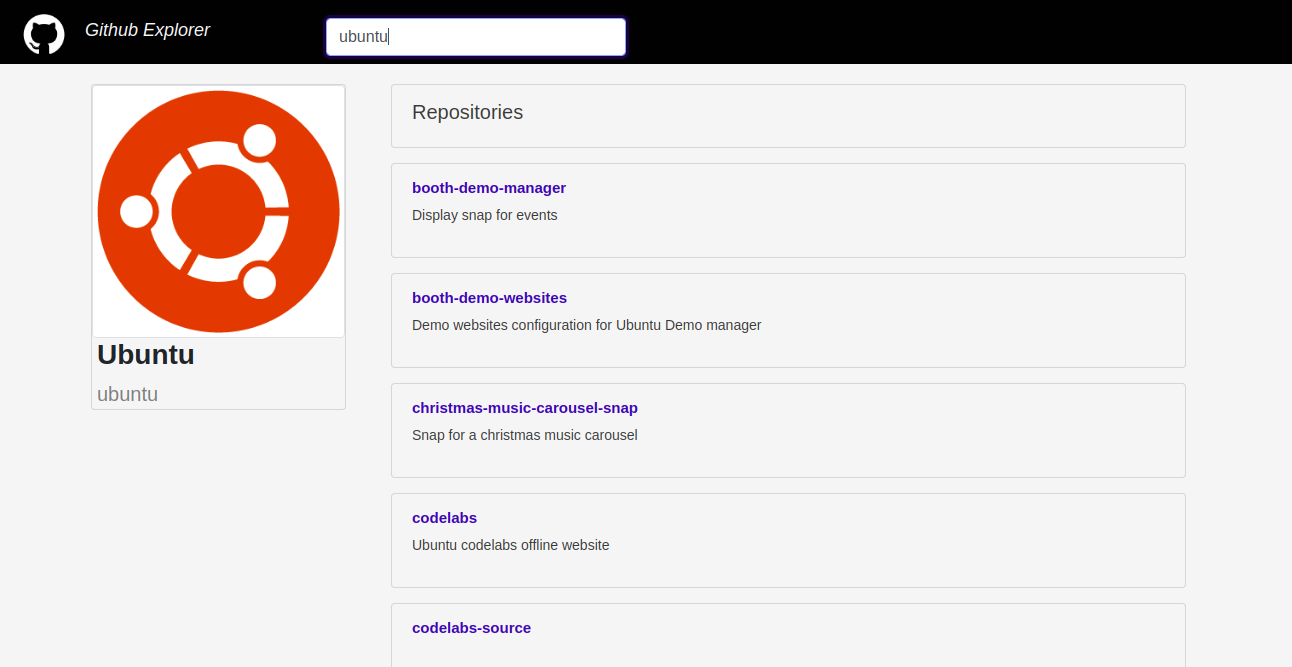 Github Explorer
ubuntu
Ubuntu
ubuntu
Repositories
booth-demo-manager
Display snap for events
booth-demo-websites
Demo websites configuration for Ubuntu Demo manager
christmas-music-carousel-snap
Snap for a christmas music carousel
codelabs
Ubuntu codelabs offline website
codelabs-source